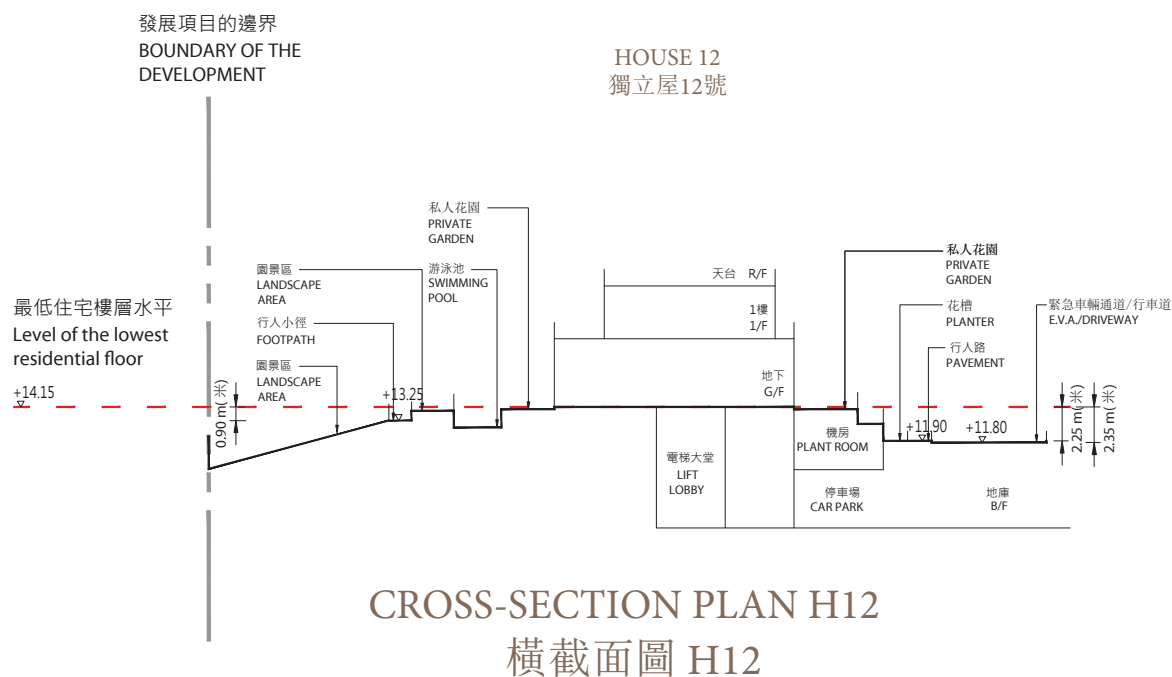 發展項目的邊界
BOUNDARY OF THE
DEVELOPMENT
HOUSE 12
獨立屋12號
私人花園
PRIVATE
GARDEN
園景區
LANDSCAPE
AREA
游泳池
SWIMMING
POOL
行人小徑
FOOTPATH
園景區
LANDSCAPE
AREA
最低住宅樓層水平
Level of the lowest
residential floor
+14.15
0.90 m(米)
+13.25
天台 R/F
1樓
1/F
地下
G/F
私人花園
PRIVATE
GARDEN
花槽
PLANTER
緊急車輛通道/行車道
E.V.A./DRIVEWAY
行人路
PAVEMENT
+11.90
+11.80
2.25 m(米)
2.35 m(米)
機房
PLANT ROOM
電梯大堂
LIFT
LOBBY
停車場
CAR PARK
地庫
B/F
CROSS-SECTION PLAN H12
橫截面圖 H12